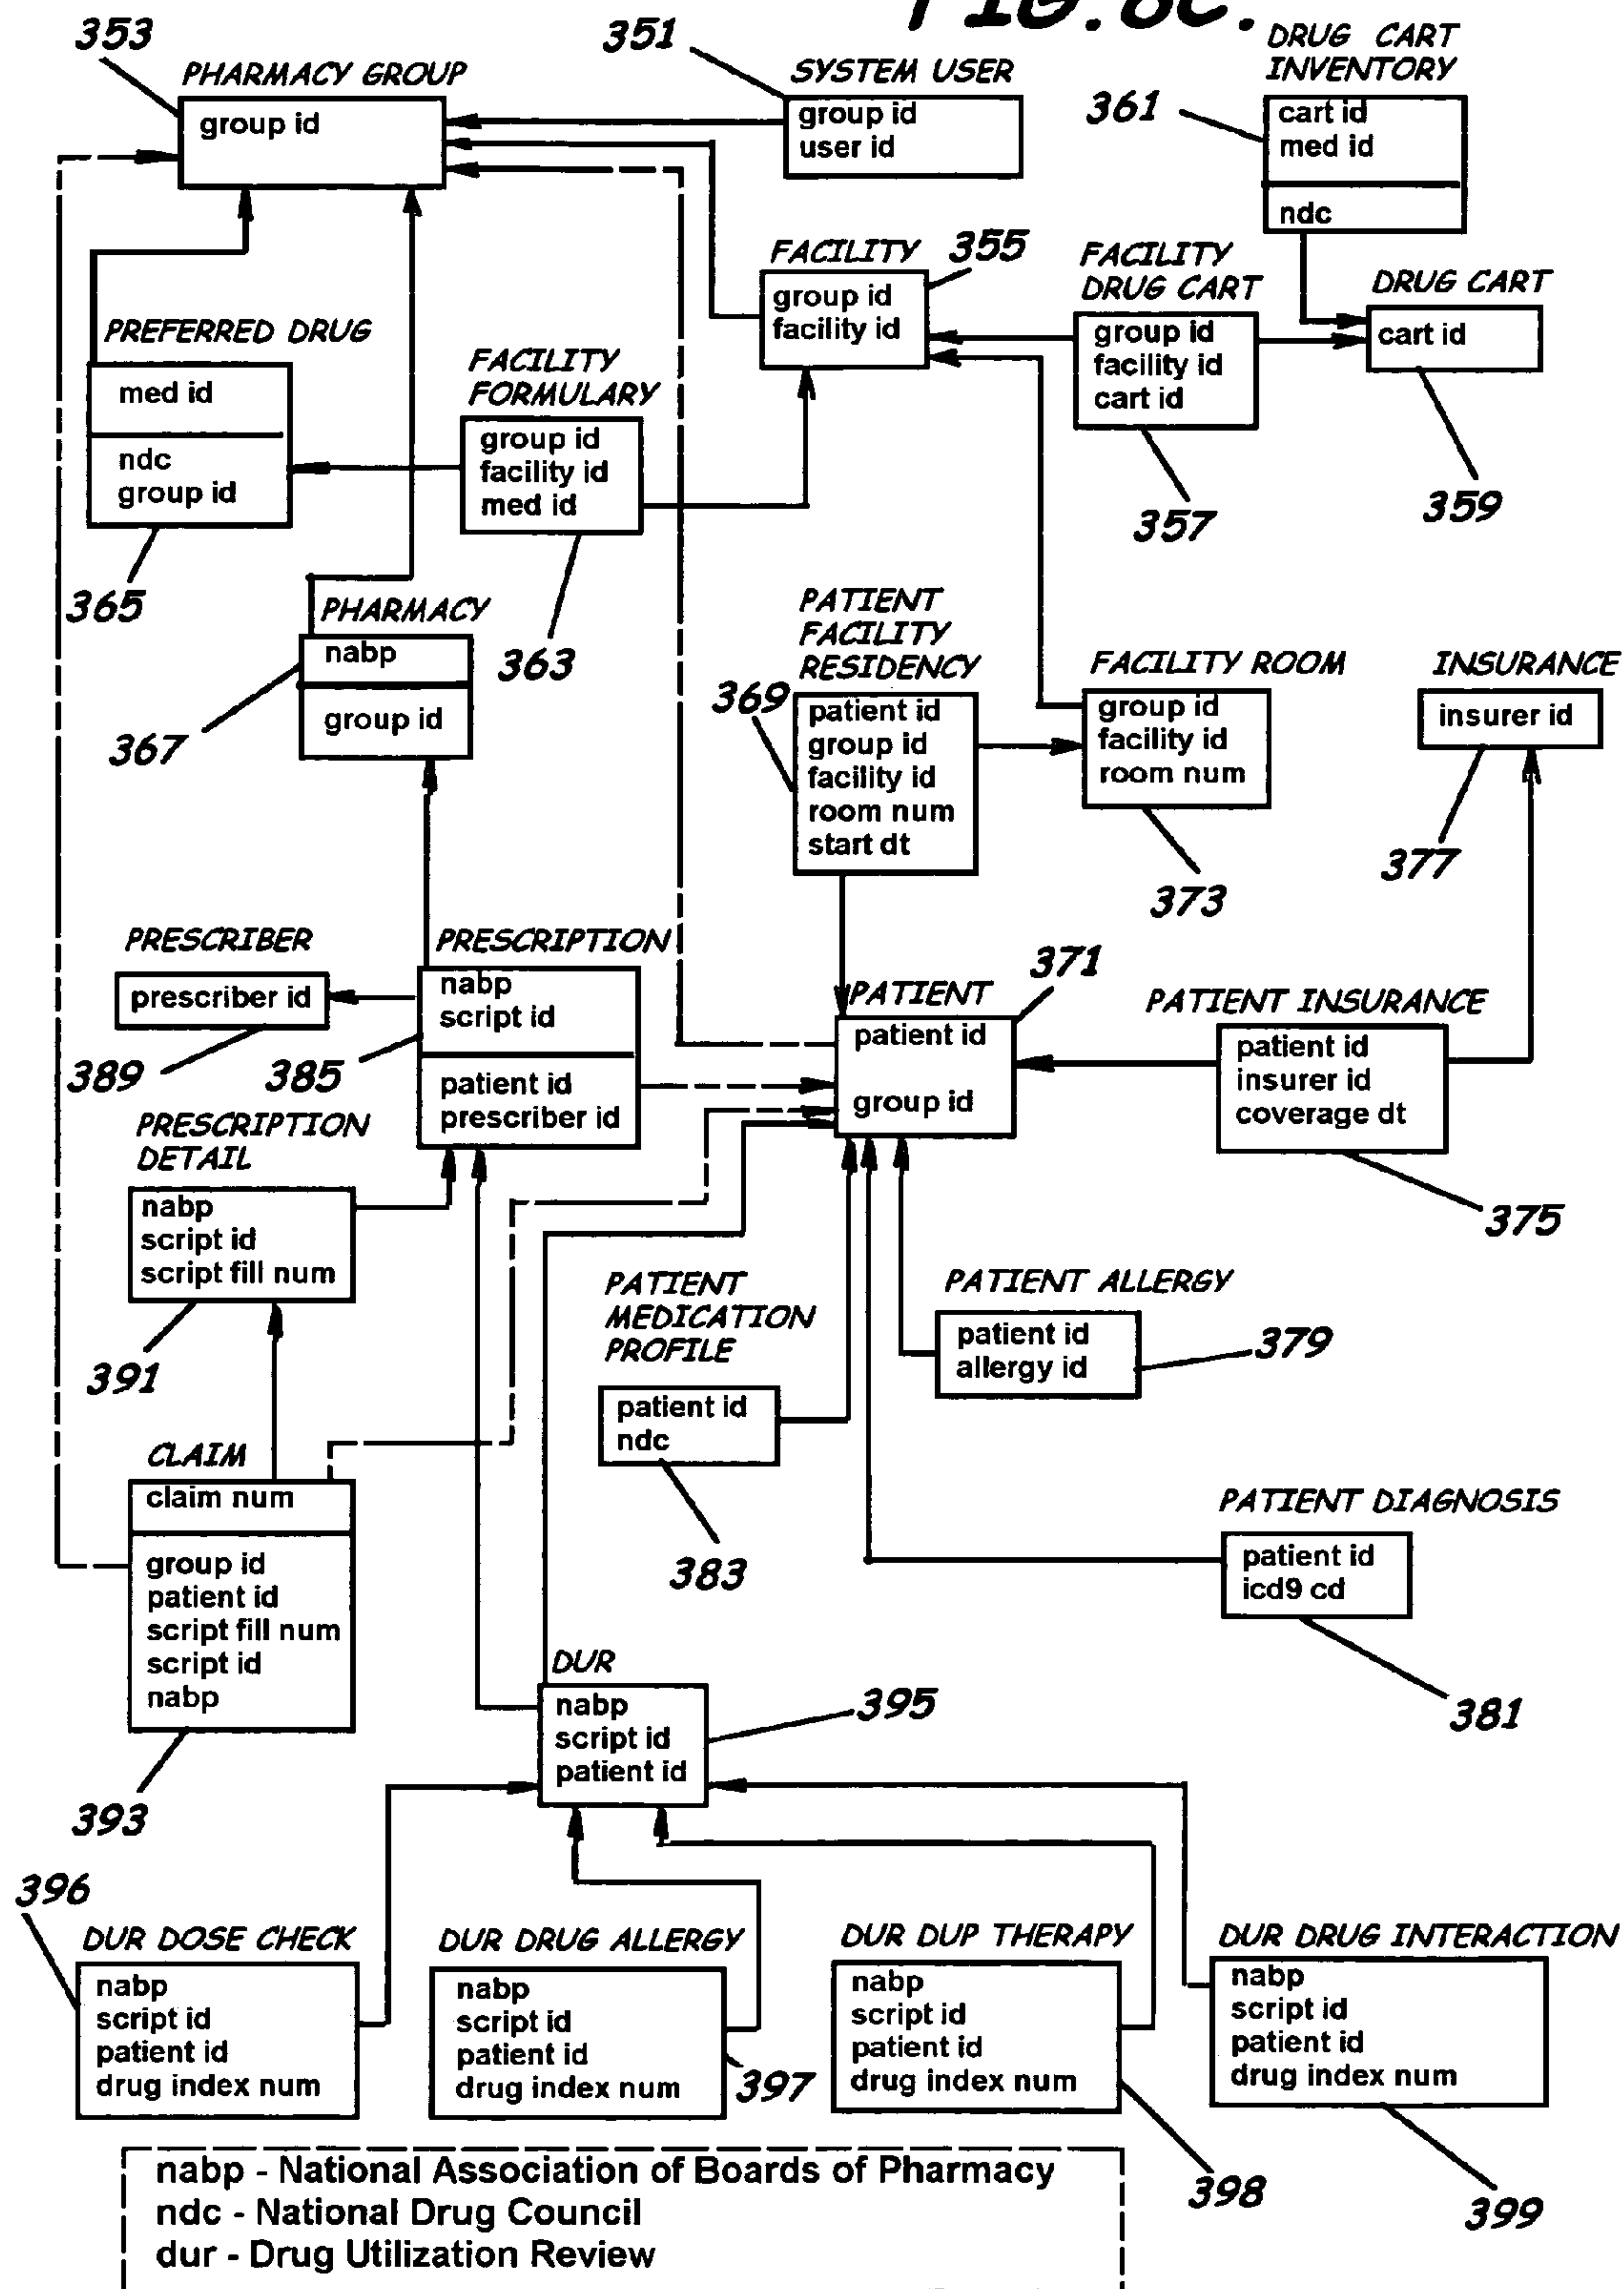 FIG. 6C.
353
PHARMACY GROUP
group id
351
SYSTEM USER
group id
user id
DRUG CART
INVENTORY
361
cart id
med id
ndc
FACILITY
355
group id
facility id
FACILITY
DRUG CART
group id
facility id
cart id
357
DRUG CART
cart id
359
PREFERRED DRUG
med id
ndc
group id
365
FACILITY
FORMULARY
group id
facility id
med id
363
PHARMACY
nabp
group id
367
PATIENT
FACILITY
RESIDENCY
369
patient id
group id
facility id
room num
start dt
FACILITY ROOM
group id
facility id
room num
373
INSURANCE
insurer id
377
PRESCRIBER
prescriber id
389
PRESCRIPTION
nabp
script id
patient id
prescriber id
385
PATIENT
371
patient id
group id
PATIENT INSURANCE
patient id
insurer id
coverage dt
375
PRESCRIPTION
DETAIL
nabp
script id
script fill num
391
PATIENT
MEDICATION
PROFILE
patient id
ndc
383
PATIENT ALLERGY
patient id
allergy id
379
CLAIM
claim num
group id
patient id
script fill num
script id
nabp
393
PATIENT DIAGNOSIS
patient id
icd9 cd
381
DUR
nabp
script id
patient id
395
396
DUR DOSE CHECK
nabp
script id
patient id
drug index num
DUR DRUG ALLERGY
nabp
script id
patient id
drug index num
397
DUR DUP THERAPY
nabp
script id
patient id
drug index num
398
DUR DRUG INTERACTION
nabp
script id
patient id
drug index num
399
nabp - National Association of Boards of Pharmacy
ndc - National Drug Council
dur - Drug Utilization Review